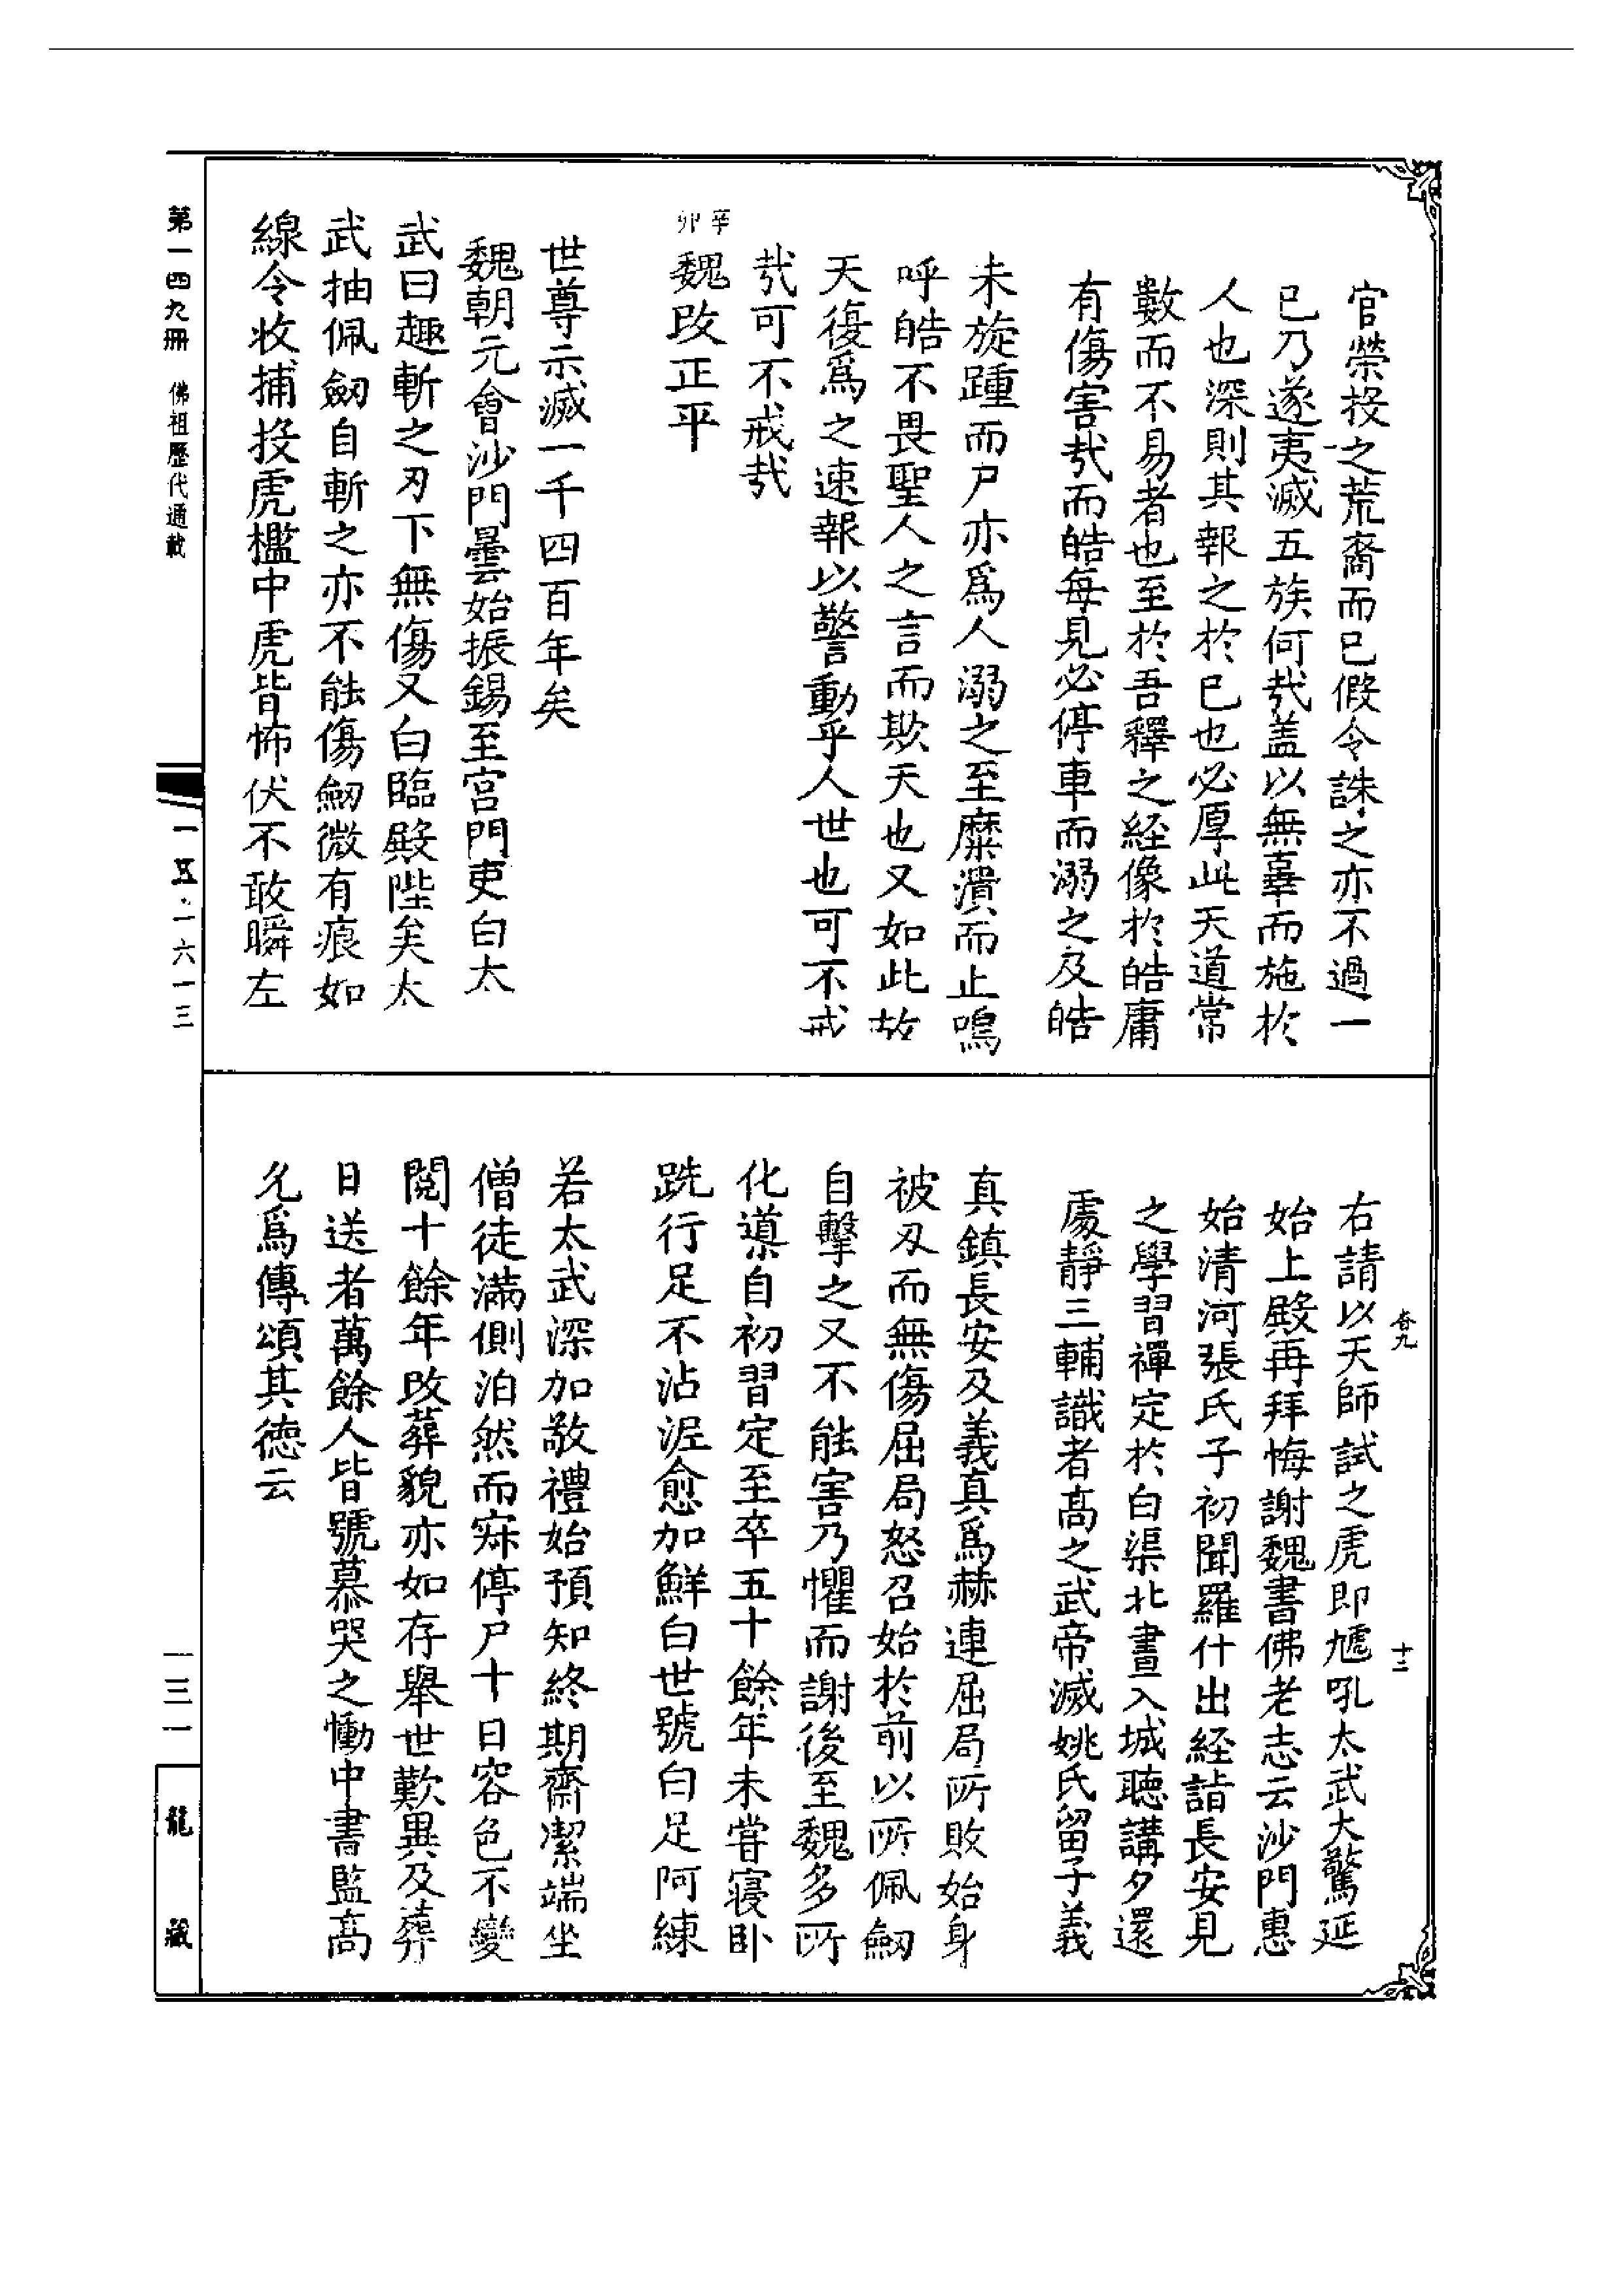 官榮投之荒裔而已假令誅之亦不過一
已乃遂夷滅五族何哉盖以無辜而施於
人也深則其報之於已也必厚此天道常
數而不易者也至於吾釋之経像於皓庸
有傷害哉而皓每見必停車而溺之及皓
未旋踵而尸亦爲人溺之至糜潰而止嗚
呼皓不畏聖人之言而欺天也又如此故
天復爲之速報以警動乎人世也可不戒
哉可不戒哉
辛卯
魏改正平
世尊示滅一千四百年矣
魏朝元會沙門曇始振錫至宫門吏白太
武曰趣斬之刃下無傷又白臨殿陛矣太
武抽佩劒自斬之亦不能傷劒微有痕如
線令收捕投虎檻中虎皆怖伏不敢瞬左
右請以天師試之虎即虓吼太武大驚延
始上殿再拜悔謝魏書佛老志云沙門惠
始清河張氏子初聞羅什出経詣長安見
之學習禪定於白渠北晝入城聴講夕還
處靜三輔識者高之武帝滅姚氏留子義
真鎮長安及義真爲赫連屈局所敗始身
被刃而無傷屈局怒召始於前以所佩劒
自擊之又不能害乃懼而謝後至魏多所
化導自初習定至卒五十餘年未甞寝卧
跣行足不沾泥愈加鮮白世號白足阿練
若太武深加敬禮始預知終期齋潔端坐
僧徒滿側泊然而寂停尸十日容色不變
閱十餘年改葬貌亦如存舉世歎異及葬
日送者萬餘人皆號慕哭之慟中書監高
允爲傳頌其徳云
卷九
十二
第一四九冊 佛祖歷代通載
一五·一六一三
一三一
龍藏